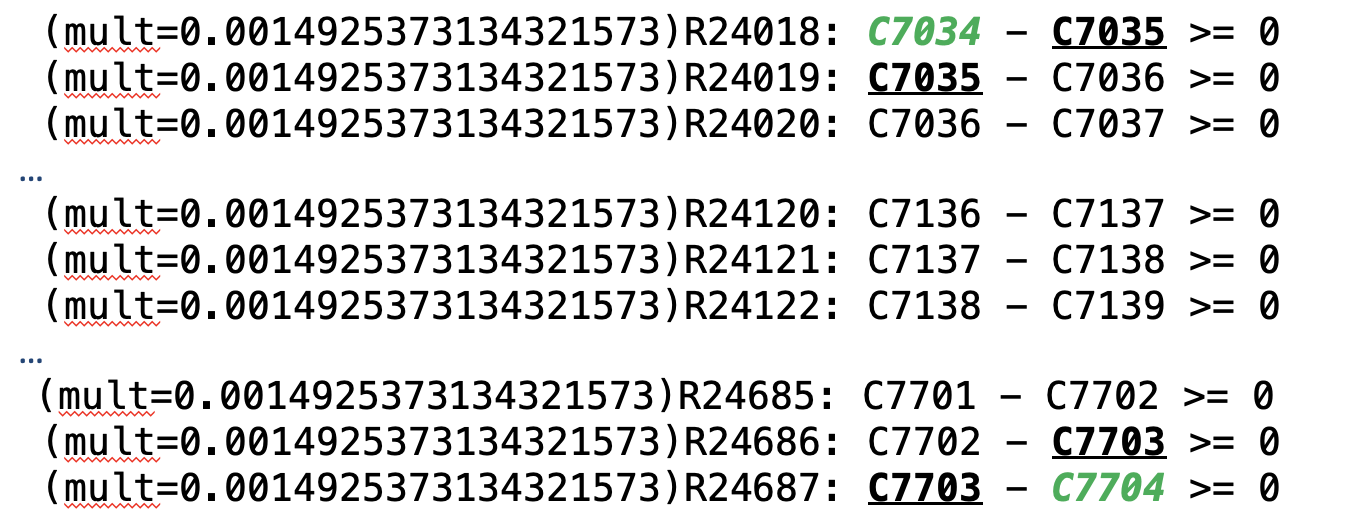 (mult=0.0014925373134321573)R24018: C7034 – C7035 >= 0
(mult=0.0014925373134321573)R24019: C7035 – C7036 >= 0
(mult=0.0014925373134321573)R24020: C7036 – C7037 >= 0
...
(mult=0.0014925373134321573)R24120: C7136 – C7137 >= 0
(mult=0.0014925373134321573)R24121: C7137 – C7138 >= 0
(mult=0.0014925373134321573)R24122: C7138 – C7139 >= 0
...
(mult=0.0014925373134321573)R24685: C7701 – C7702 >= 0
(mult=0.0014925373134321573)R24686: C7702 – C7703 >= 0
(mult=0.0014925373134321573)R24687: C7703 – C7704 >= 0